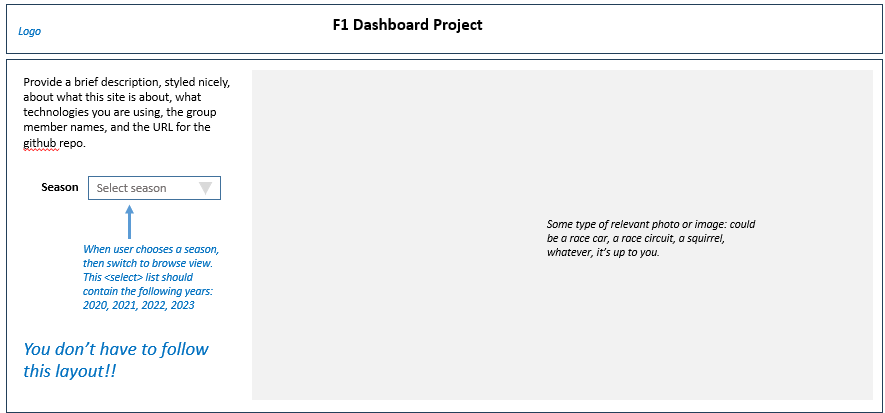 Logo
F1 Dashboard Project
Provide a brief description, styled nicely,
about what this site is about, what
technologies you are using, the group
member names, and the URL for the
github repo.
Season
Select season
When user chooses a season,
then switch to browse view.
This <select> list should
contain the following years:
2020, 2021, 2022, 2023
You don’t have to follow
this layout!!
Some type of relevant photo or image: could
be a race car, a race circuit, a squirrel,
whatever, it’s up to you.